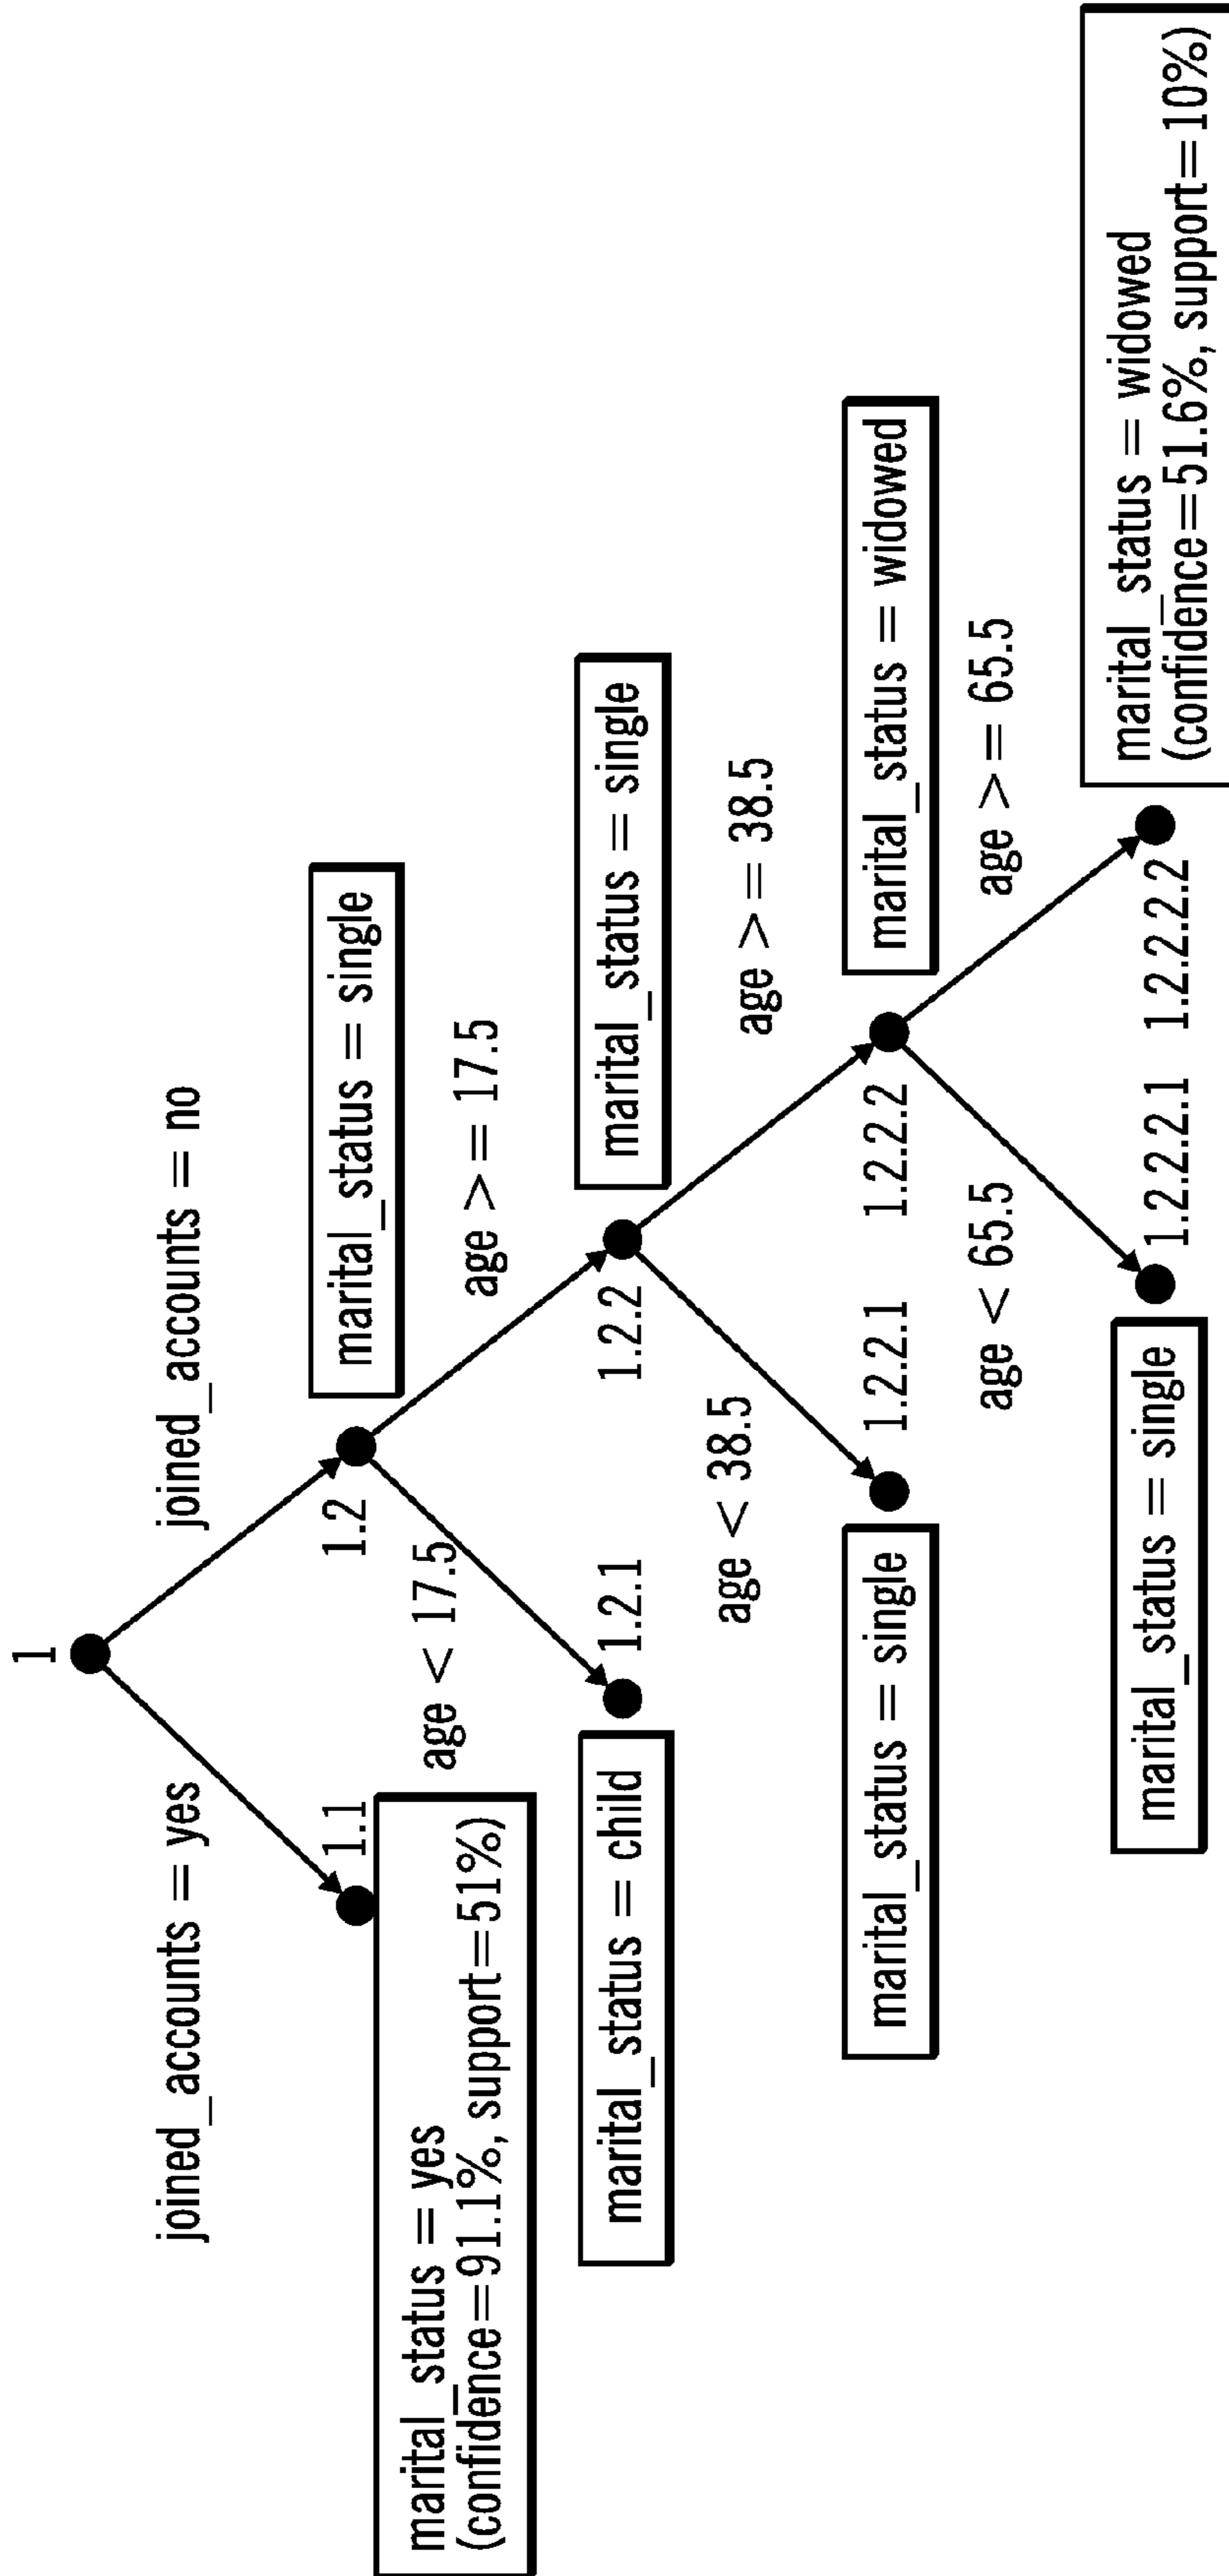 1
joined_accounts = yes
joined_accounts = no
1.1
1.2
marital_status = single
marital_status = yes
(confidence=91.1%, support=51%)
age < 17.5
age >= 17.5
marital_status = child
1.2.1
1.2.2
marital_status = single
age < 38.5
age >= 38.5
marital_status = single
1.2.2.1
1.2.2.2
marital_status = widowed
age < 65.5
age >= 65.5
marital_status = single
1.2.2.2.1
1.2.2.2.2
marital_status = widowed
(confidence=51.6%, support=10%)